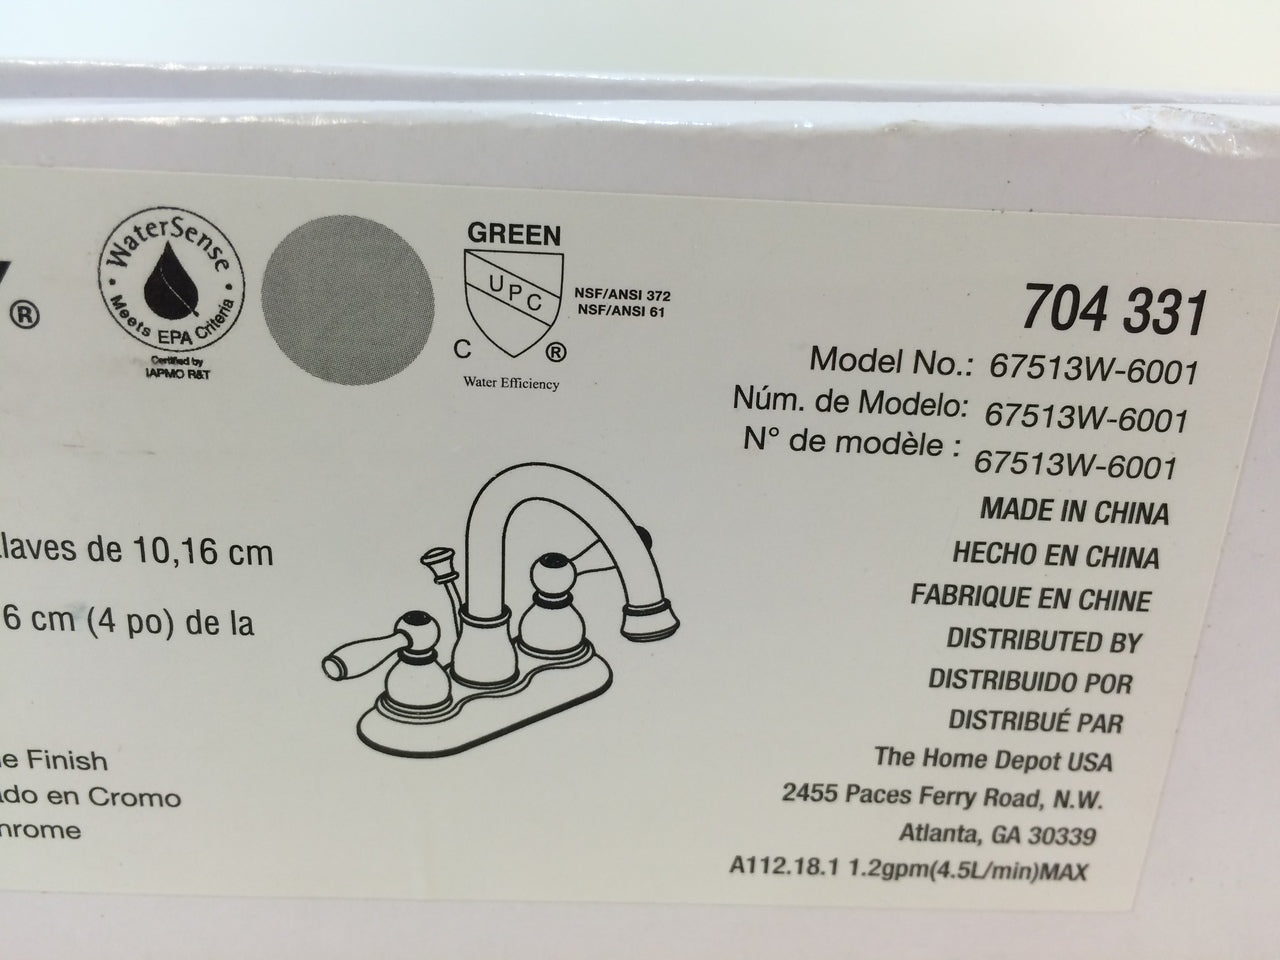 ®
WaterSense
Meets EPA Criteria
Certified by
IAPMO R&T
GREEN
UPC
C ®
Water Efficiency
NSF/ANSI 372
NSF/ANSI 61
704 331
Model No.: 67513W-6001
Núm. de Modelo: 67513W-6001
N° de modèle : 67513W-6001
MADE IN CHINA
HECHO EN CHINA
FABRIQUE EN CHINE
DISTRIBUTED BY
DISTRIBUIDO POR
DISTRIBUÉ PAR
The Home Depot USA
2455 Paces Ferry Road, N.W.
Atlanta, GA 30339
A112.18.1 1.2gpm(4.5L/min)MAX
laves de 10,16 cm
6 cm (4 po) de la
e Finish
do en Cromo
hrome